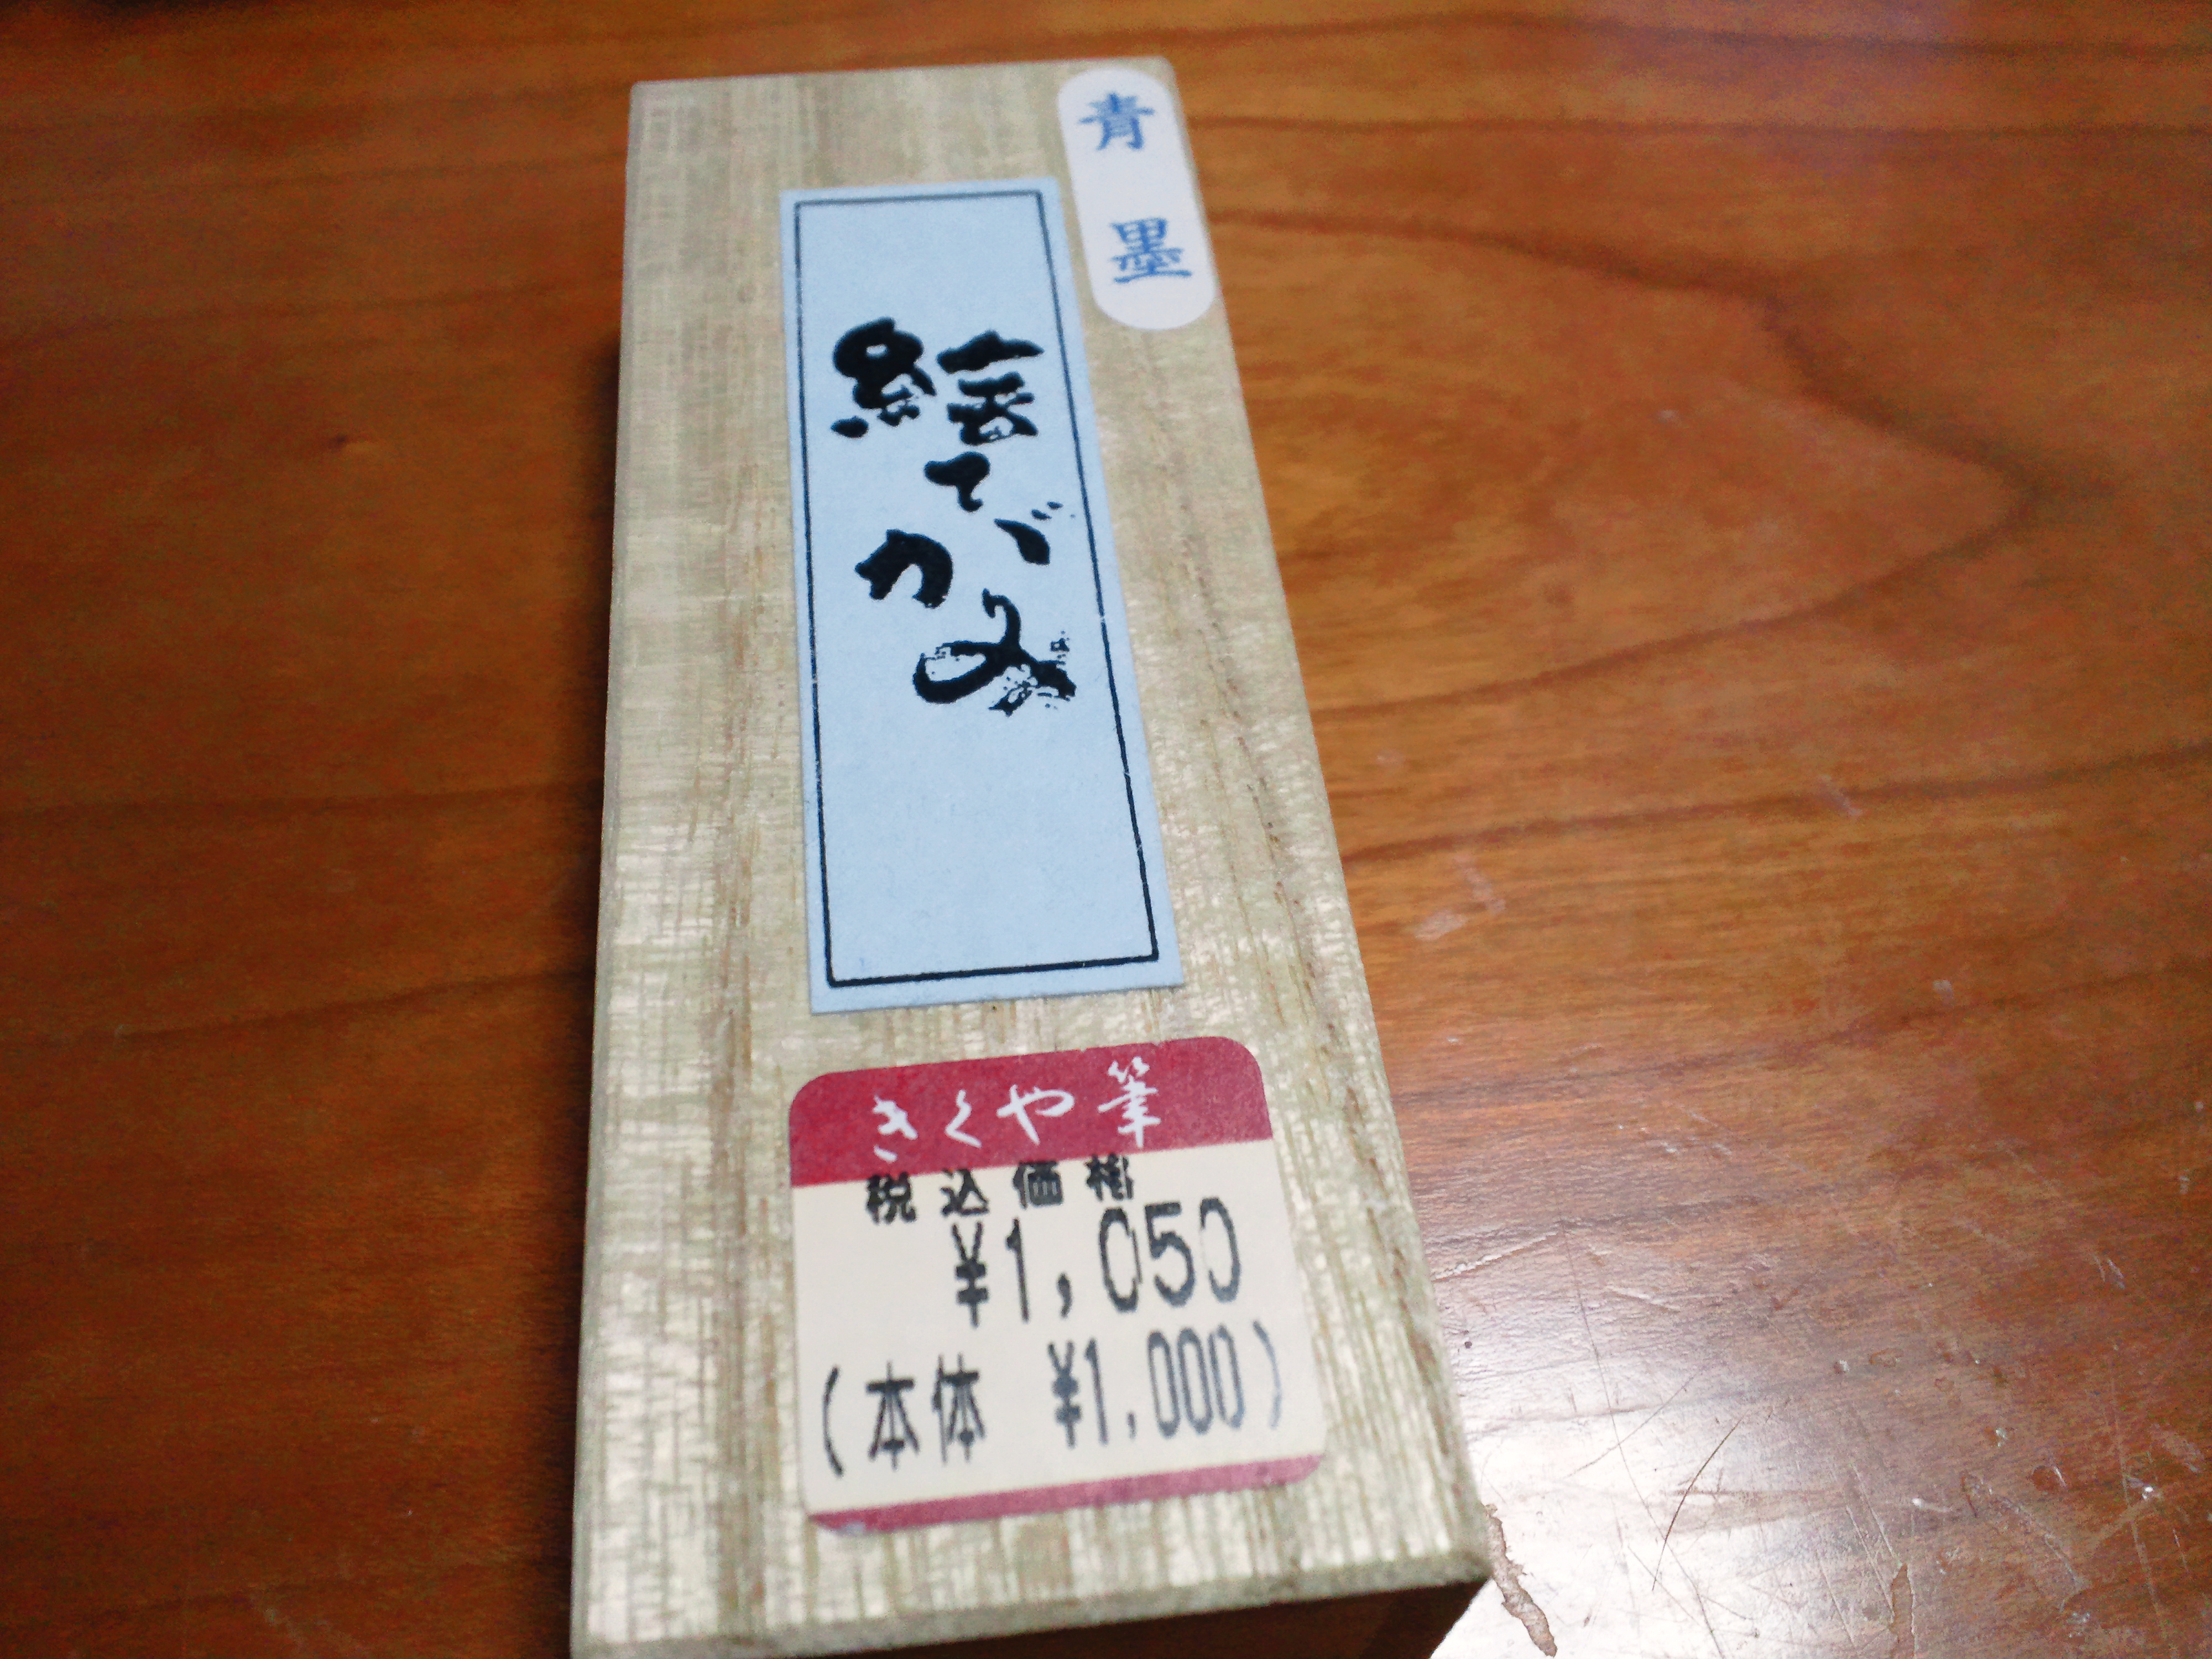 青墨
絵てがみ
きくや筆
税込価格
¥1,050
(本体 ¥1,000)